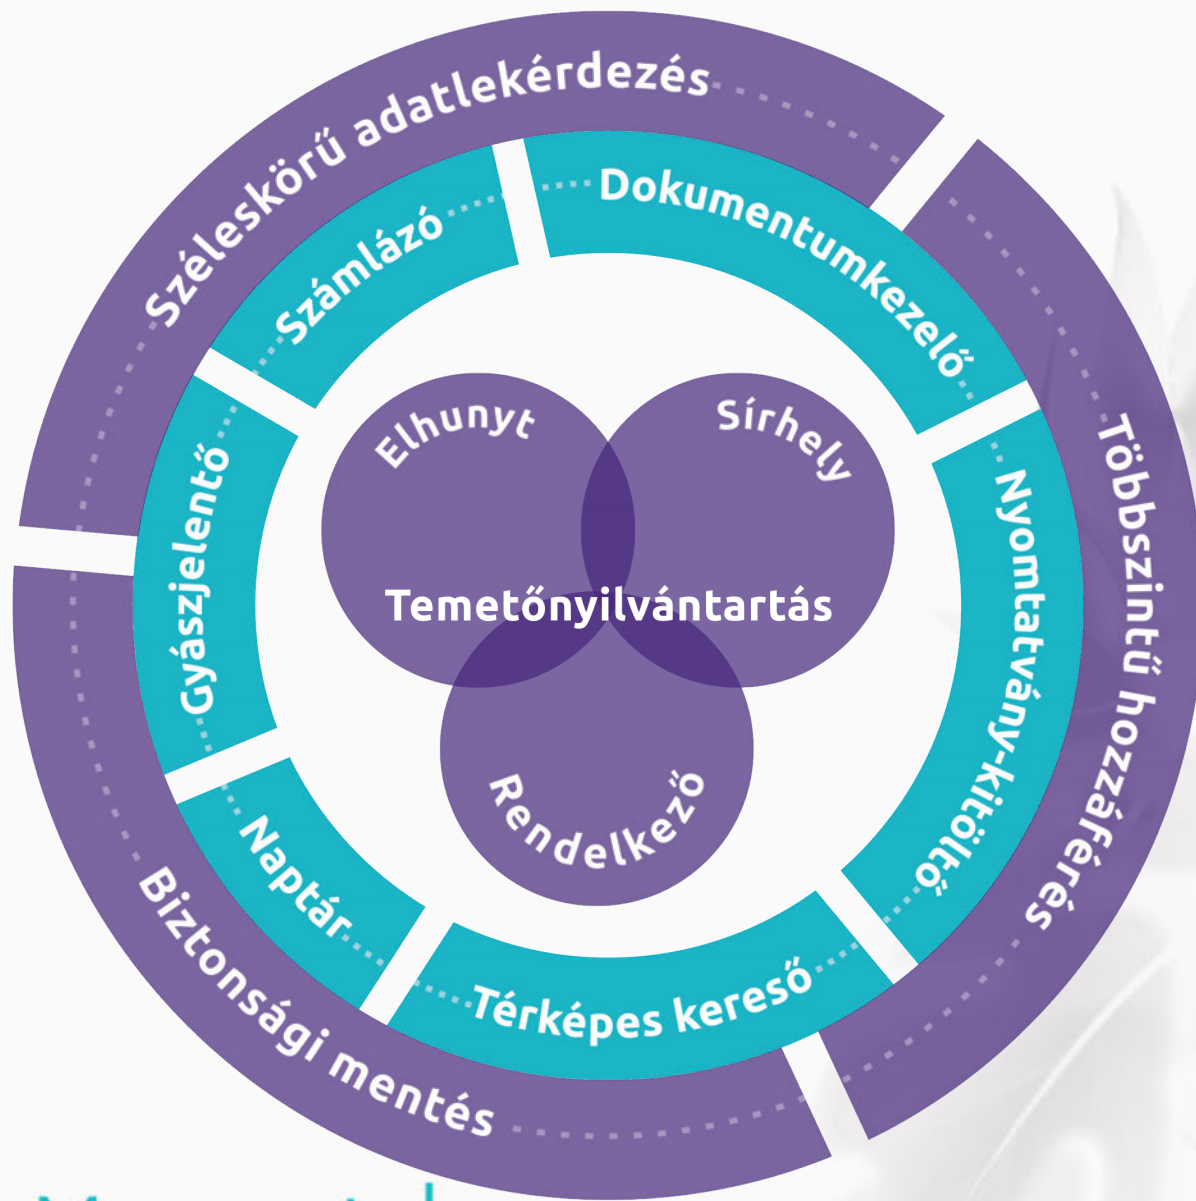 Széleskörű adatlekérdezés
Többszintű hozzáférés
Biztonsági mentés
Számlázó
Dokumentumkezelő
Nyomtatvány-kitöltő
Térképes kereső
Naptár
Gyászjelentő
Elhunyt
Sírhely
Temetőnyilvántartás
Rendelkező